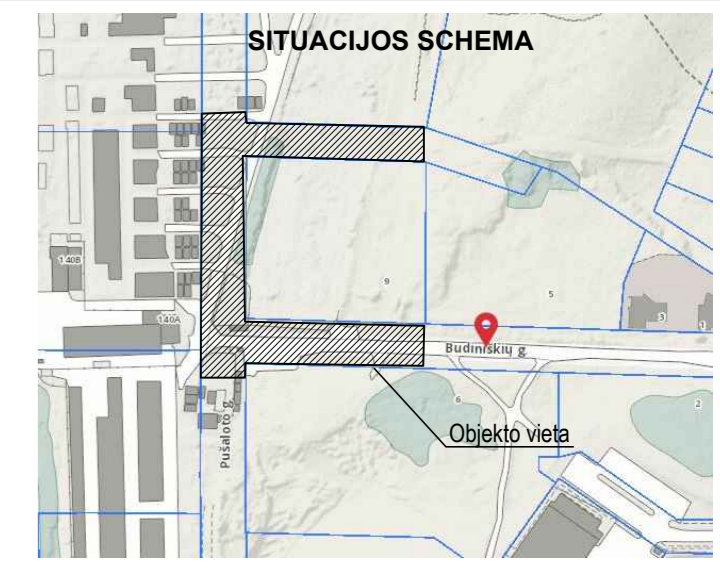 SITUACIJOS SCHEMA
140B
140A
9
5
3
1
Budiniškių g.
6
2
Pušaloto g.
Objekto vieta